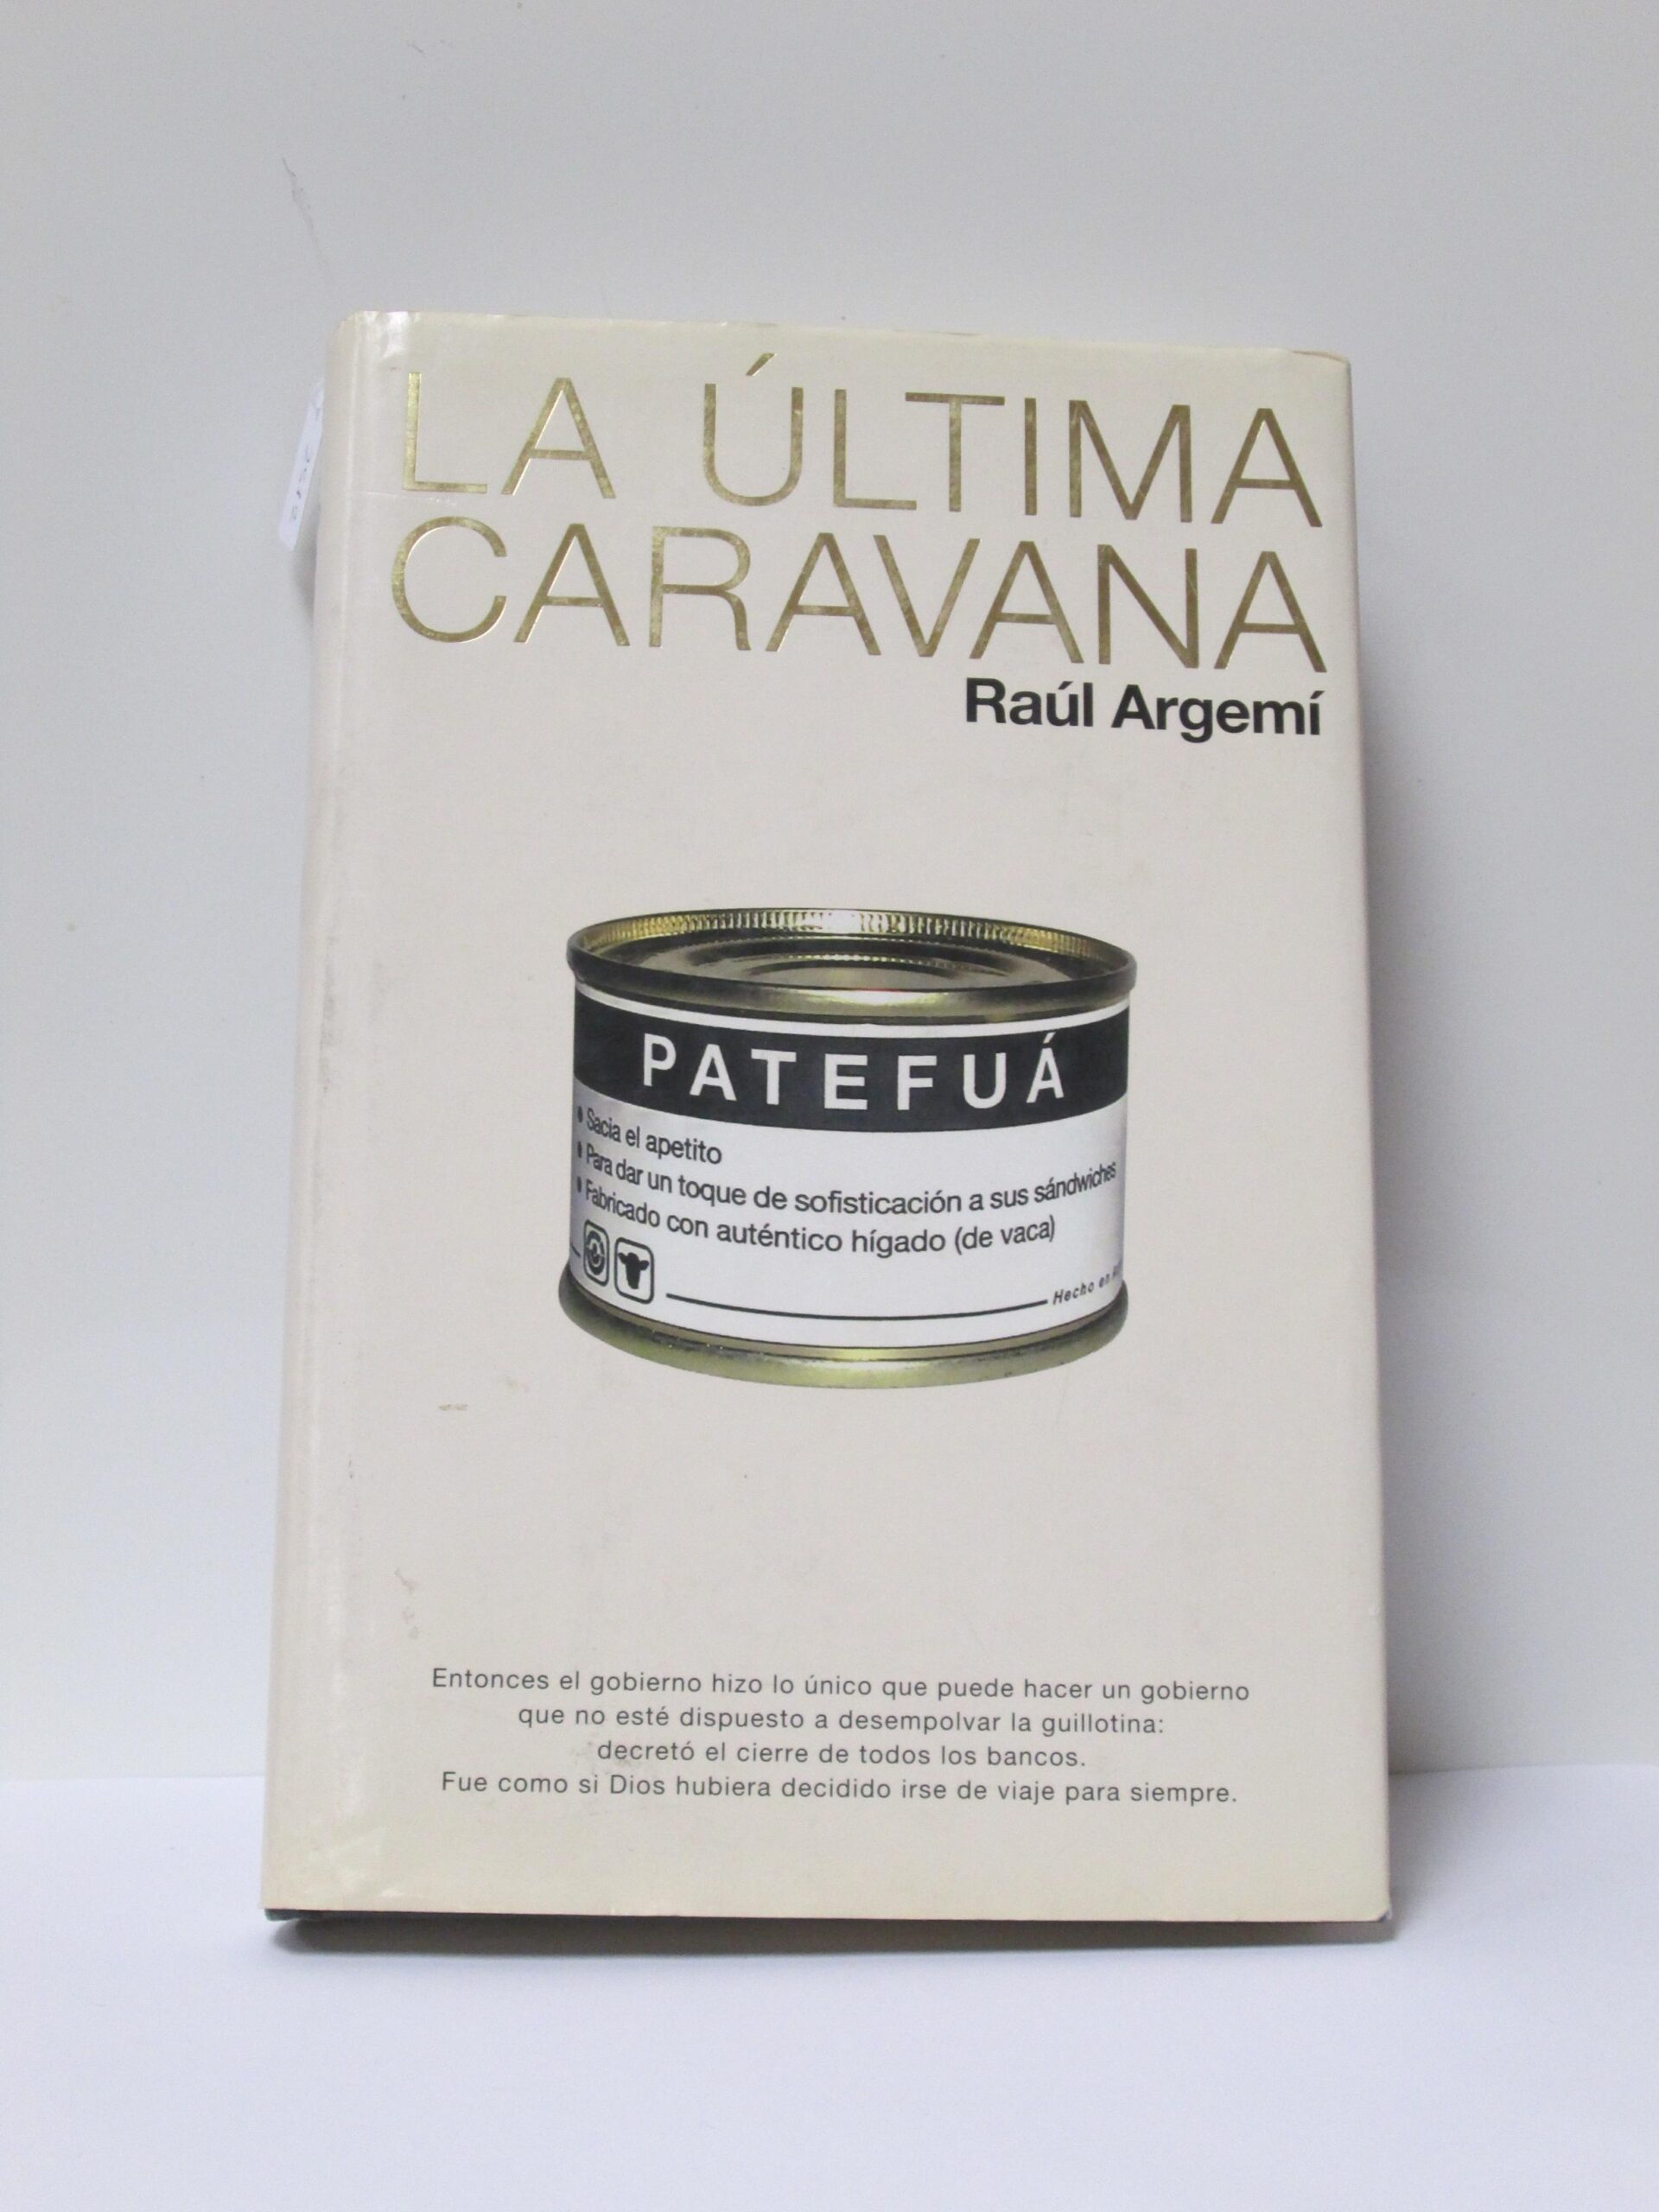 LA ÚLTIMA
CARAVANA
Raúl Argemí
PATEFUÁ
• Sacia el apetito
• Para dar un toque de sofisticación a sus sándwiches
• Fabricado con auténtico hígado (de vaca)
Hecho en
Entonces el gobierno hizo lo único que puede hacer un gobierno
que no esté dispuesto a desempolvar la guillotina:
decretó el cierre de todos los bancos.
Fue como si Dios hubiera decidido irse de viaje para siempre.